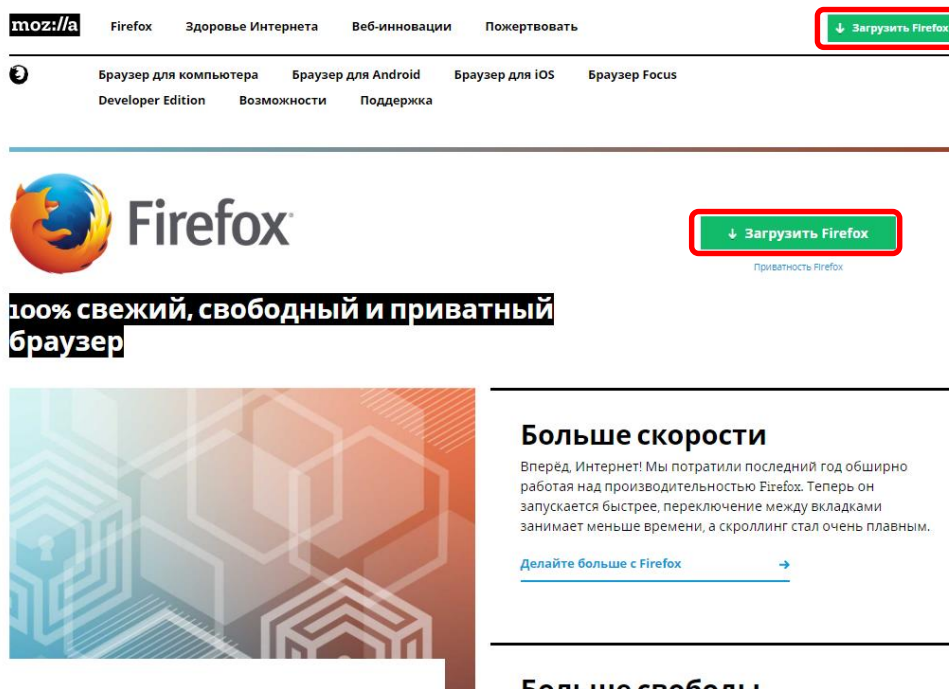 moz://a Firefox Здоровье Интернета Веб-инновации Пожертвовать ↓ Загрузить Firefox
Браузер для компьютера Браузер для Android Браузер для iOS Браузер Focus
Developer Edition Возможности Поддержка
Firefox
↓ Загрузить Firefox
Приватность Firefox
100% свежий, свободный и приватный
браузер
Больше скорости
Вперёд, Интернет! Мы потратили последний год обширно
работая над производительностью Firefox. Теперь он
запускается быстрее, переключение между вкладками
занимает меньше времени, а скроллинг стал очень плавным.
Делайте больше с Firefox →
Больше свободы